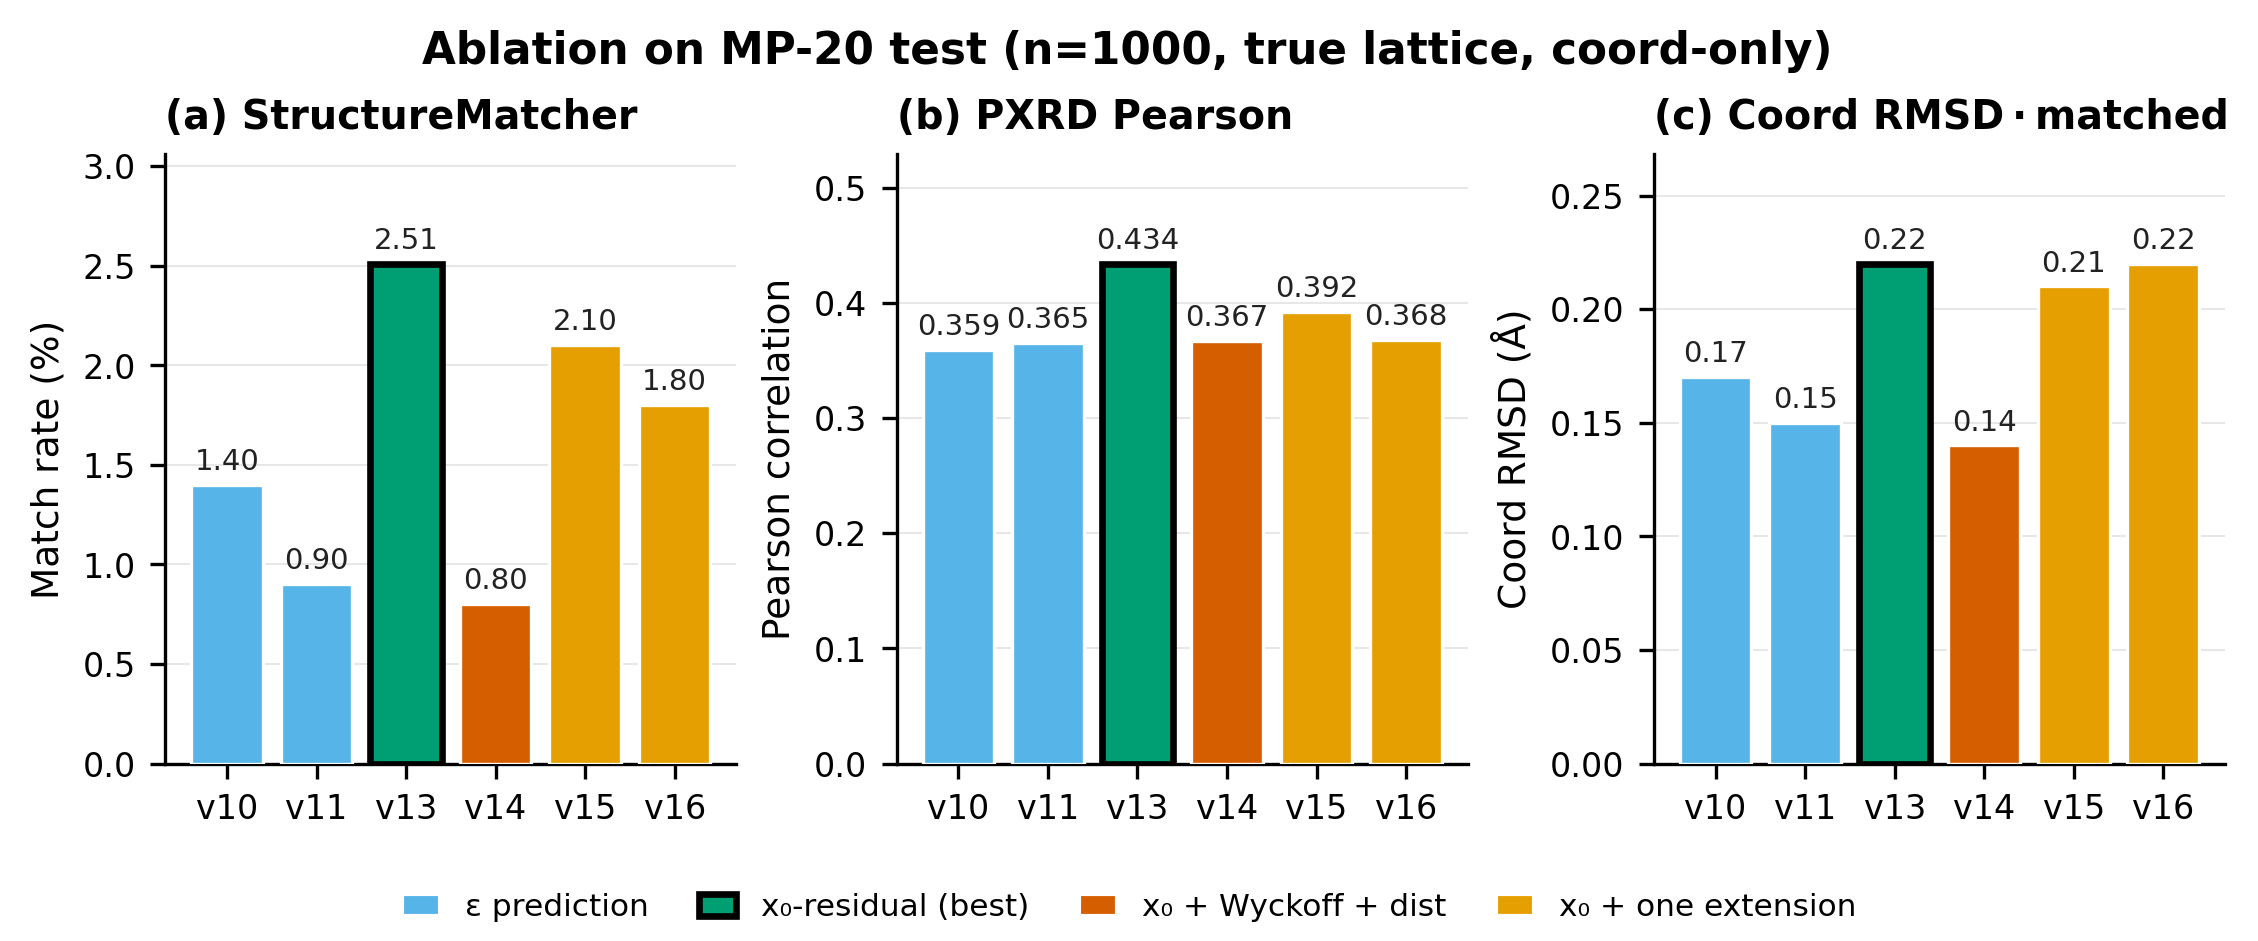 Ablation on MP-20 test (n=1000, true lattice, coord-only)
(a) StructureMatcher
Match rate (%)
3.0
2.5
2.0
1.5
1.0
0.5
0.0
1.40
0.90
2.51
0.80
2.10
1.80
v10 v11 v13 v14 v15 v16
(b) PXRD Pearson
Pearson correlation
0.5
0.4
0.3
0.2
0.1
0.0
0.359
0.365
0.434
0.367
0.392
0.368
v10 v11 v13 v14 v15 v16
(c) Coord RMSD · matched
Coord RMSD (Å)
0.25
0.20
0.15
0.10
0.05
0.00
0.17
0.15
0.22
0.14
0.21
0.22
v10 v11 v13 v14 v15 v16
ε prediction
x₀-residual (best)
x₀ + Wyckoff + dist
x₀ + one extension